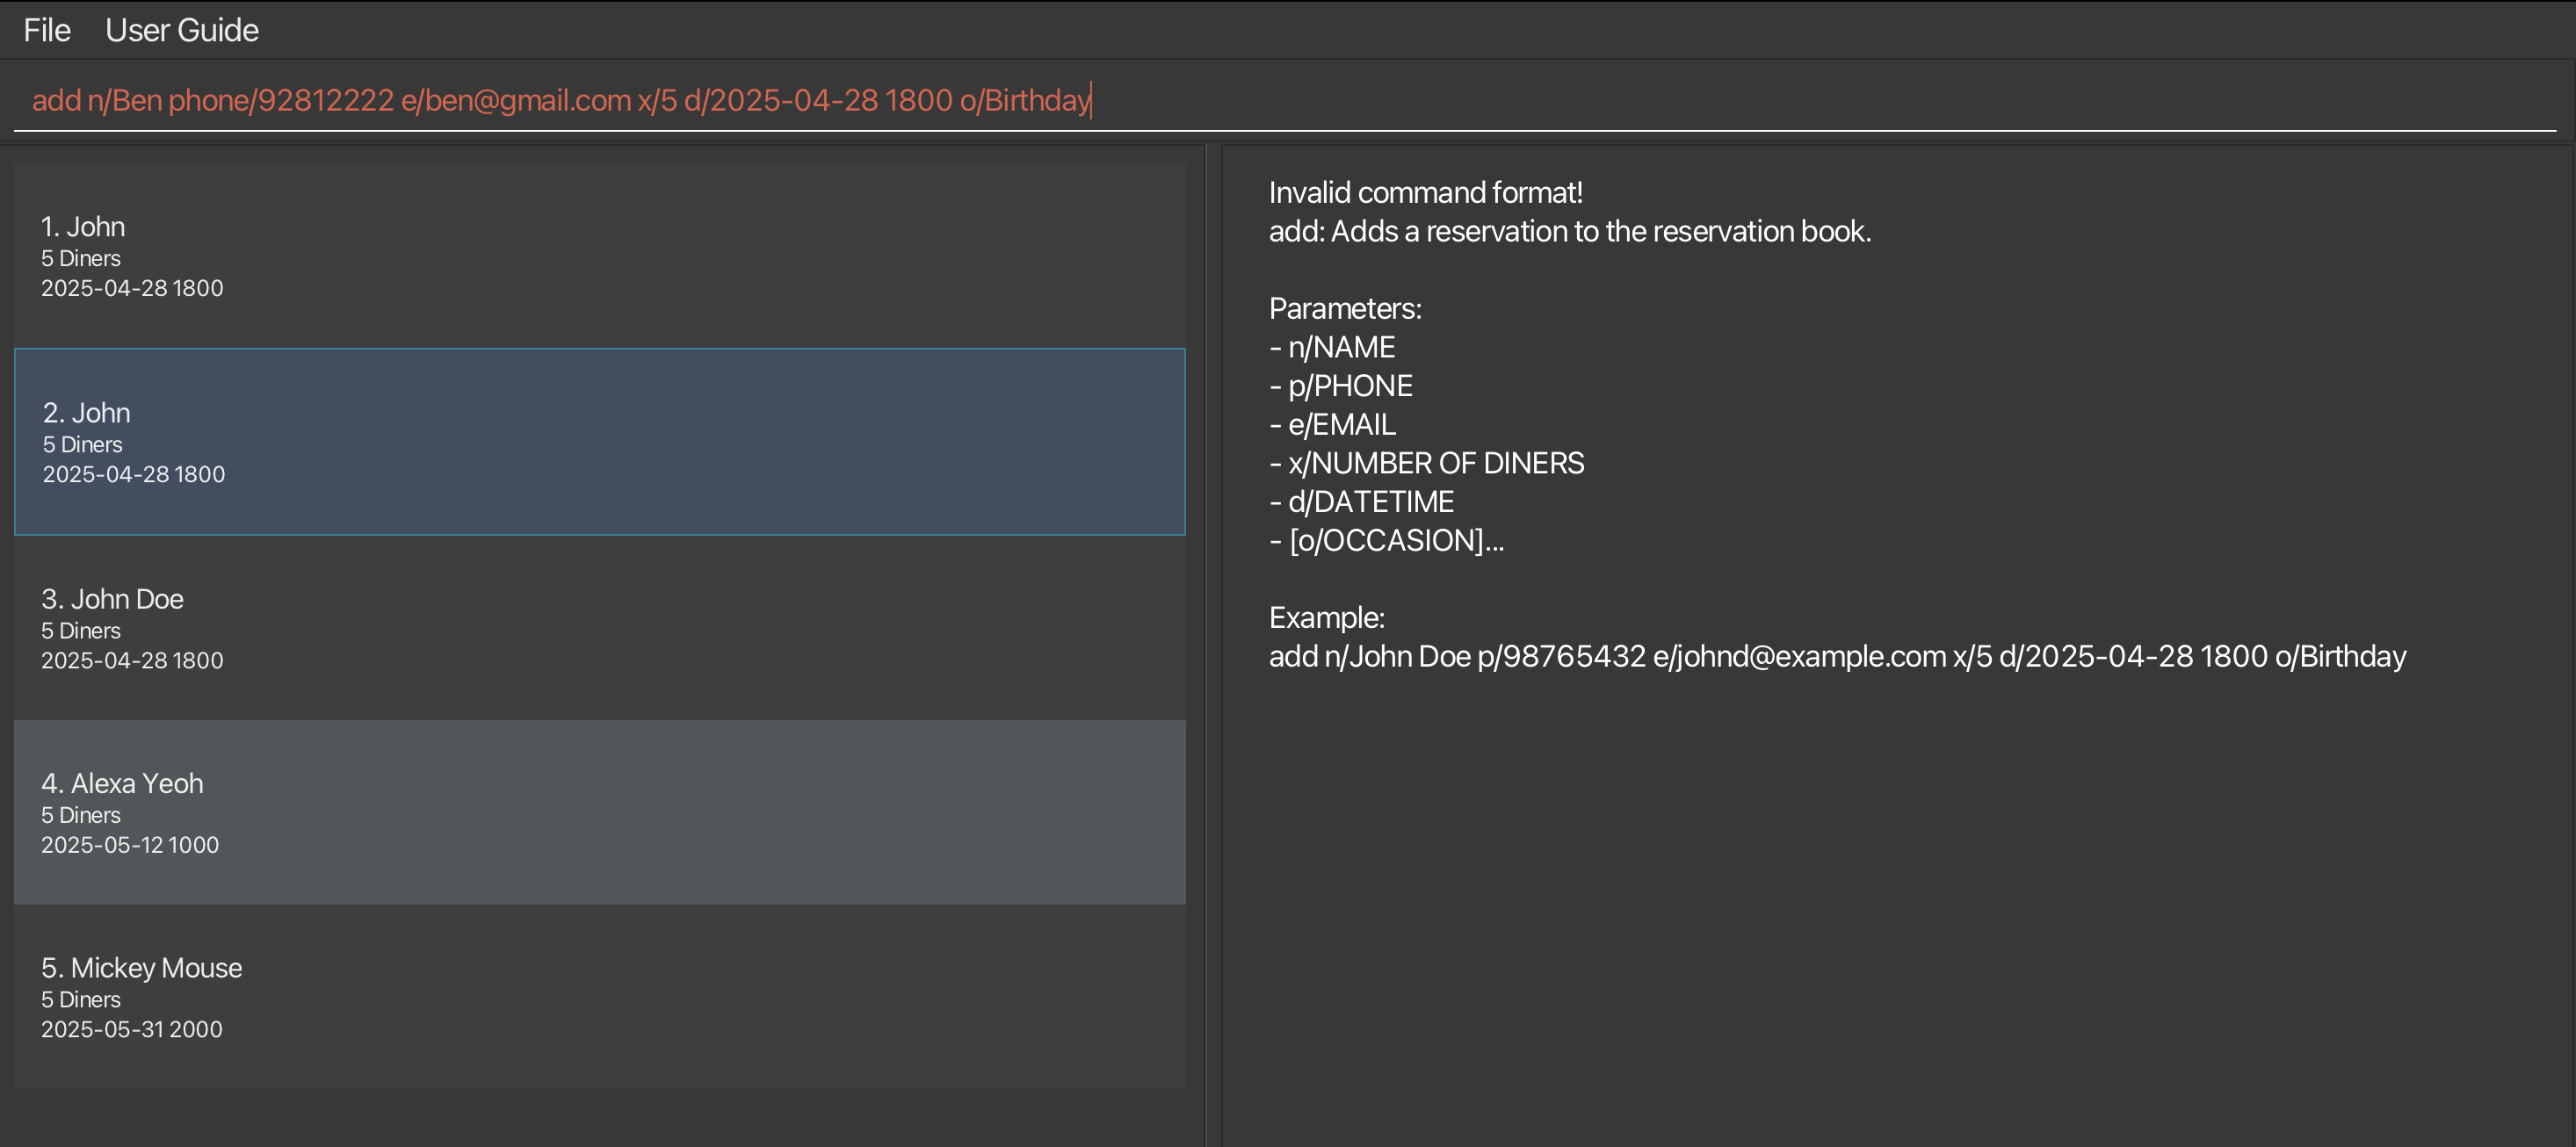 File User Guide
add n/Ben phone/92812222 e/ben@gmail.com x/5 d/2025-04-28 1800 o/Birthday
1. John
5 Diners
2025-04-28 1800
2. John
5 Diners
2025-04-28 1800
3. John Doe
5 Diners
2025-04-28 1800
4. Alexa Yeoh
5 Diners
2025-05-12 1000
5. Mickey Mouse
5 Diners
2025-05-31 2000
Invalid command format!
add: Adds a reservation to the reservation book.
Parameters:
- n/NAME
- p/PHONE
- e/EMAIL
- x/NUMBER OF DINERS
- d/DATETIME
- [o/OCCASION]...
Example:
add n/John Doe p/98765432 e/johnd@example.com x/5 d/2025-04-28 1800 o/Birthday